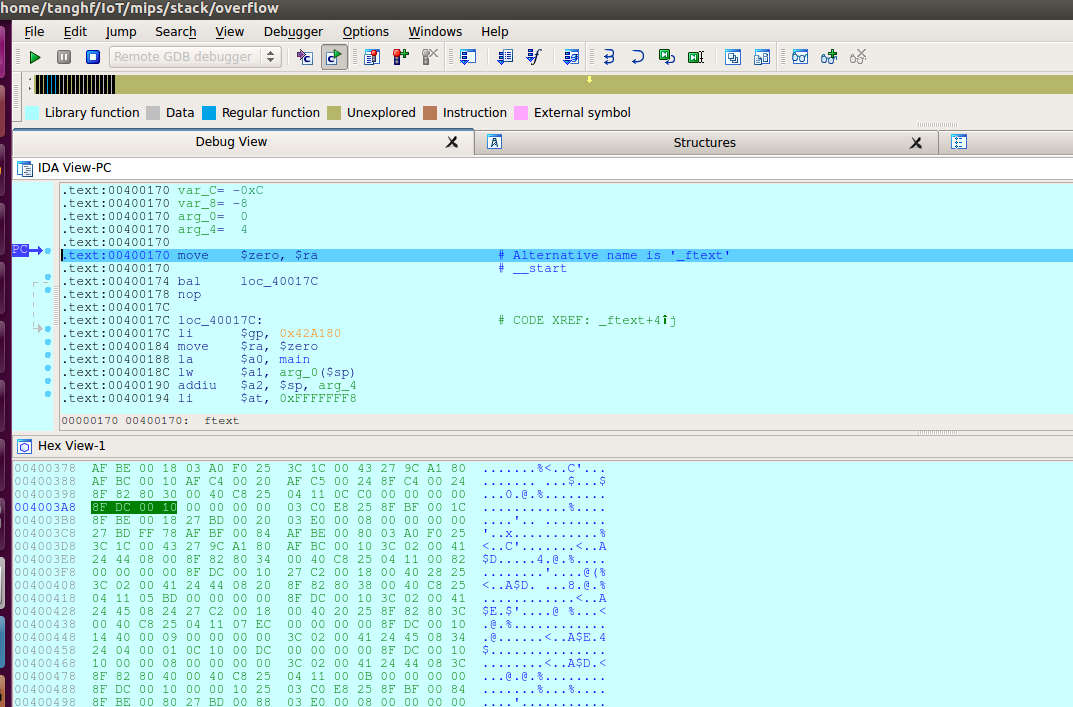 home/tanghf/IoT/mips/stack/overflow
File Edit Jump Search View Debugger Options Windows Help
Remote GDB debugger
Library function Data Regular function Unexplored Instruction External symbol
Debug View Structures
IDA View-PC
.text:00400170 var_C= -0xC
.text:00400170 var_8= -8
.text:00400170 arg_0= 0
.text:00400170 arg_4= 4
.text:00400170
PC .text:00400170 move $zero, $ra # Alternative name is '_ftext'
.text:00400170 # __start
.text:00400174 bal loc_40017C
.text:00400178 nop
.text:0040017C
.text:0040017C loc_40017C: # CODE XREF: _ftext+4↑j
.text:0040017C li $gp, 0x42A180
.text:00400184 move $ra, $zero
.text:00400188 la $a0, main
.text:0040018C lw $a1, arg_0($sp)
.text:00400190 addiu $a2, $sp, arg_4
.text:00400194 li $at, 0xFFFFFFF8
00000170 00400170: ftext
Hex View-1
00400378 AF BE 00 18 03 A0 F0 25 3C 1C 00 43 27 9C A1 80 .......%<..C'...
00400388 AF BC 00 10 AF C4 00 20 AF C5 00 24 8F C4 00 24 ....... ...$...$
00400398 8F 82 80 30 00 40 C8 25 04 11 0C C0 00 00 00 00 ...0.@.%........
004003A8 8F DC 00 10 00 00 00 00 03 C0 E8 25 8F BF 00 1C ...........%....
004003B8 8F BE 00 18 27 BD 00 20 03 E0 00 08 00 00 00 00 ....'.. ........
004003C8 27 BD FF 78 AF BF 00 84 AF BE 00 80 03 A0 F0 25 '..x...........%
004003D8 3C 1C 00 43 27 9C A1 80 AF BC 00 10 3C 02 00 41 <..C'.......<..A
004003E8 24 44 08 00 8F 82 80 34 00 40 C8 25 04 11 00 82 $D.....4.@.%....
004003F8 00 00 00 00 8F DC 00 10 27 C2 00 18 00 40 28 25 ........'....@(%
00400408 3C 02 00 41 24 44 08 20 8F 82 80 38 00 40 C8 25 <..A$D. ...8.@.%
00400418 04 11 05 BD 00 00 00 00 8F DC 00 10 3C 02 00 41 ............<..A
00400428 24 45 08 24 27 C2 00 18 00 40 20 25 8F 82 80 3C $E.$'....@ %...<
00400438 00 40 C8 25 04 11 07 EC 00 00 00 00 8F DC 00 10 .@.%............
00400448 14 40 00 09 00 00 00 00 3C 02 00 41 24 45 08 34 .@......<..A$E.4
00400458 24 04 00 01 0C 10 00 DC 00 00 00 00 8F DC 00 10 $...............
00400468 10 00 00 08 00 00 00 00 3C 02 00 41 24 44 08 3C ........<..A$D.<
00400478 8F 82 80 40 00 40 C8 25 04 11 00 0B 00 00 00 00 ...@.@.%........
00400488 8F DC 00 10 00 00 10 25 03 C0 E8 25 8F BF 00 84 .......%...%....
00400498 8F BE 00 80 27 BD 00 88 03 E0 00 08 00 00 00 00 ....'...........